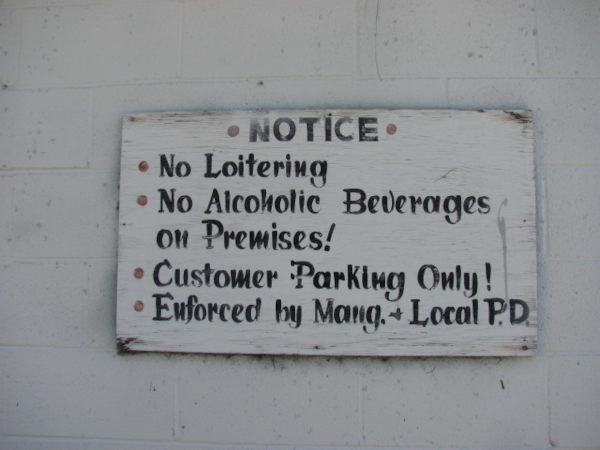 • NOTICE •
• No Loitering
• No Alcoholic Beverages
on Premises!
• Customer Parking Only!
• Enforced by Mang. + Local P.D.